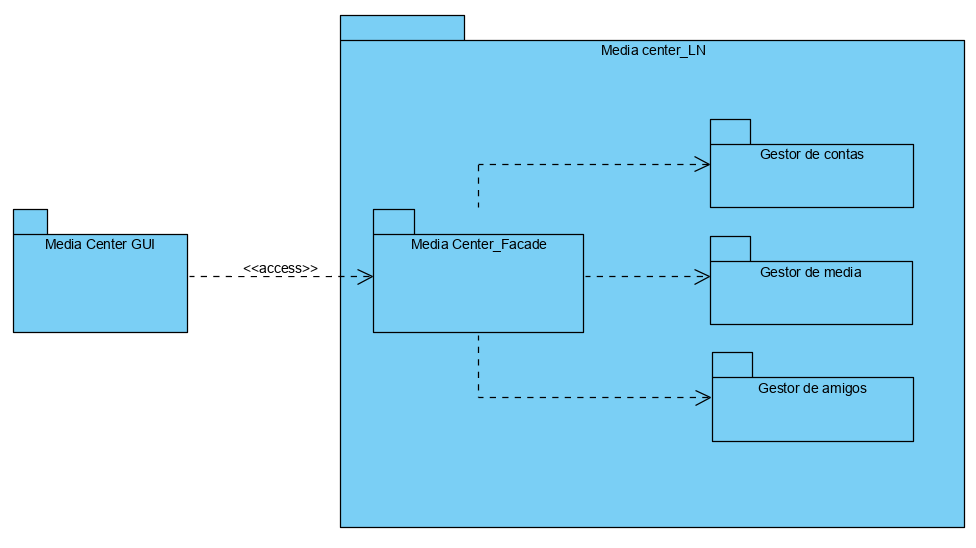 Media center_LN
Gestor de contas
Media Center GUI
<<access>>
Media Center_Facade
Gestor de media
Gestor de amigos